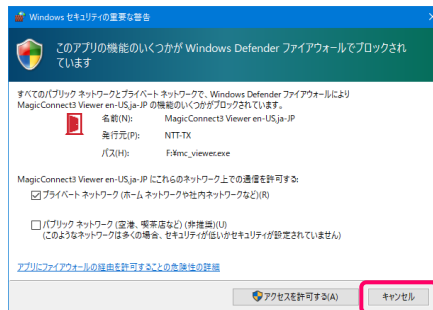 Windows セキュリティの重要な警告
このアプリの機能のいくつかが Windows Defender ファイアウォールでブロックされ
ています
すべてのパブリック ネットワークとプライベート ネットワークで、Windows Defender ファイアウォールにより
MagicConnect3 Viewer en-US,ja-JP の機能のいくつかがブロックされています。
名前(N): MagicConnect3 Viewer en-US,ja-JP
発行元(P): NTT-TX
パス(H): F:¥mc_viewer.exe
MagicConnect3 Viewer en-US,ja-JP にこれらのネットワーク上での通信を許可する:
プライベート ネットワーク (ホーム ネットワークや社内ネットワークなど)(R)
パブリック ネットワーク (空港、喫茶店など) (非推奨)(U)
(このようなネットワークは多くの場合、セキュリティが低いかセキュリティが設定されていません)
アプリにファイアウォールの経由を許可することの危険性の詳細
アクセスを許可する(A) キャンセル